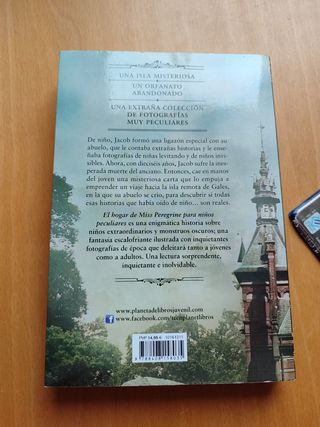 UNA ISLA MISTERIOSA
UN ORFANATO
ABANDONADO
UNA EXTRAÑA COLECCIÓN
DE FOTOGRAFÍAS
MUY PECULIARES
De niño, Jacob formó una ligazón especial con su
abuelo, que le contaba extrañas historias y le ense-
ñaba fotografías de niñas levitando y de niños invi-
sibles. Ahora, con dieciséis años, Jacob sufre la ines-
perada muerte del anciano. Entonces, cae en manos
del joven una misteriosa carta que lo empuja a
emprender un viaje hacia la isla remota de Gales,
en la que su abuelo se crio, para descubrir si todas
esas historias que había oído de niño... son reales.
El hogar de Miss Peregrine para niños
peculiares es una enigmática historia sobre
niños extraordinarios y monstruos oscuros; una
fantasía escalofriante ilustrada con inquietantes
fotografías de época que deleitará tanto a jóvenes
como a adultos. Una lectura sorprendente,
inquietante e inolvidable.
www.planetadelibrosjuvenil.com
www.facebook.com/teenplanetlibros
PVP 14,95 €
9 788408 158035